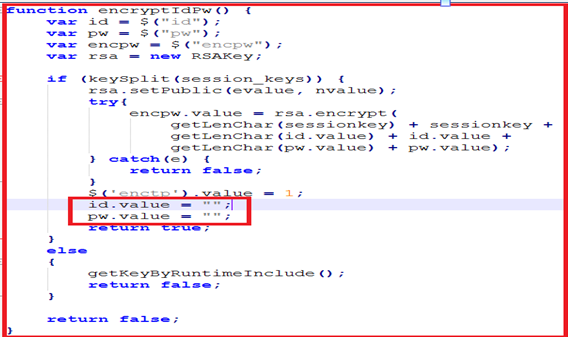 function encryptIdPw() {
var id = $("id");
var pw = $("pw");
var encpw = $("encpw");
var rsa = new RSAKey;
if (keySplit(session_keys)) {
rsa.setPublic(evalue, nvalue);
try{
encpw.value = rsa.encrypt(
getLenChar(sessionkey) + sessionkey +
getLenChar(id.value) + id.value +
getLenChar(pw.value) + pw.value);
} catch(e) {
return false;
}
$('enctp').value = 1;
id.value = "";
pw.value = "";
return true;
}
else
{
getKeyByRuntimeInclude();
return false;
}
return false;
}